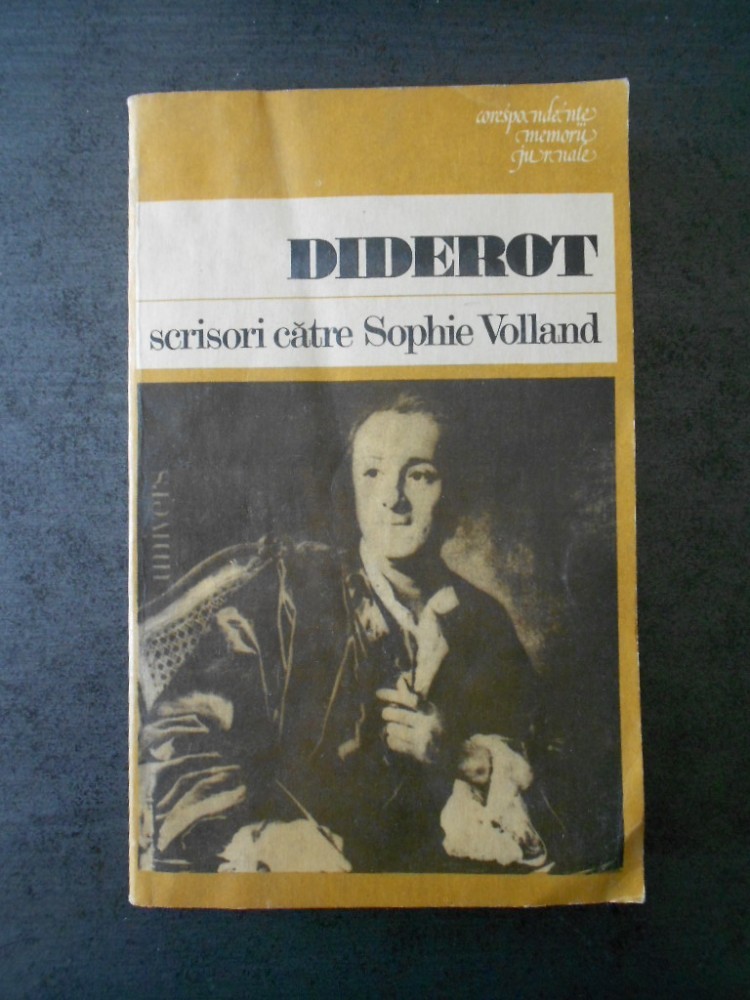 corespondențe
memorii
jurnale
DIDEROT
scrisori către Sophie Volland
univers